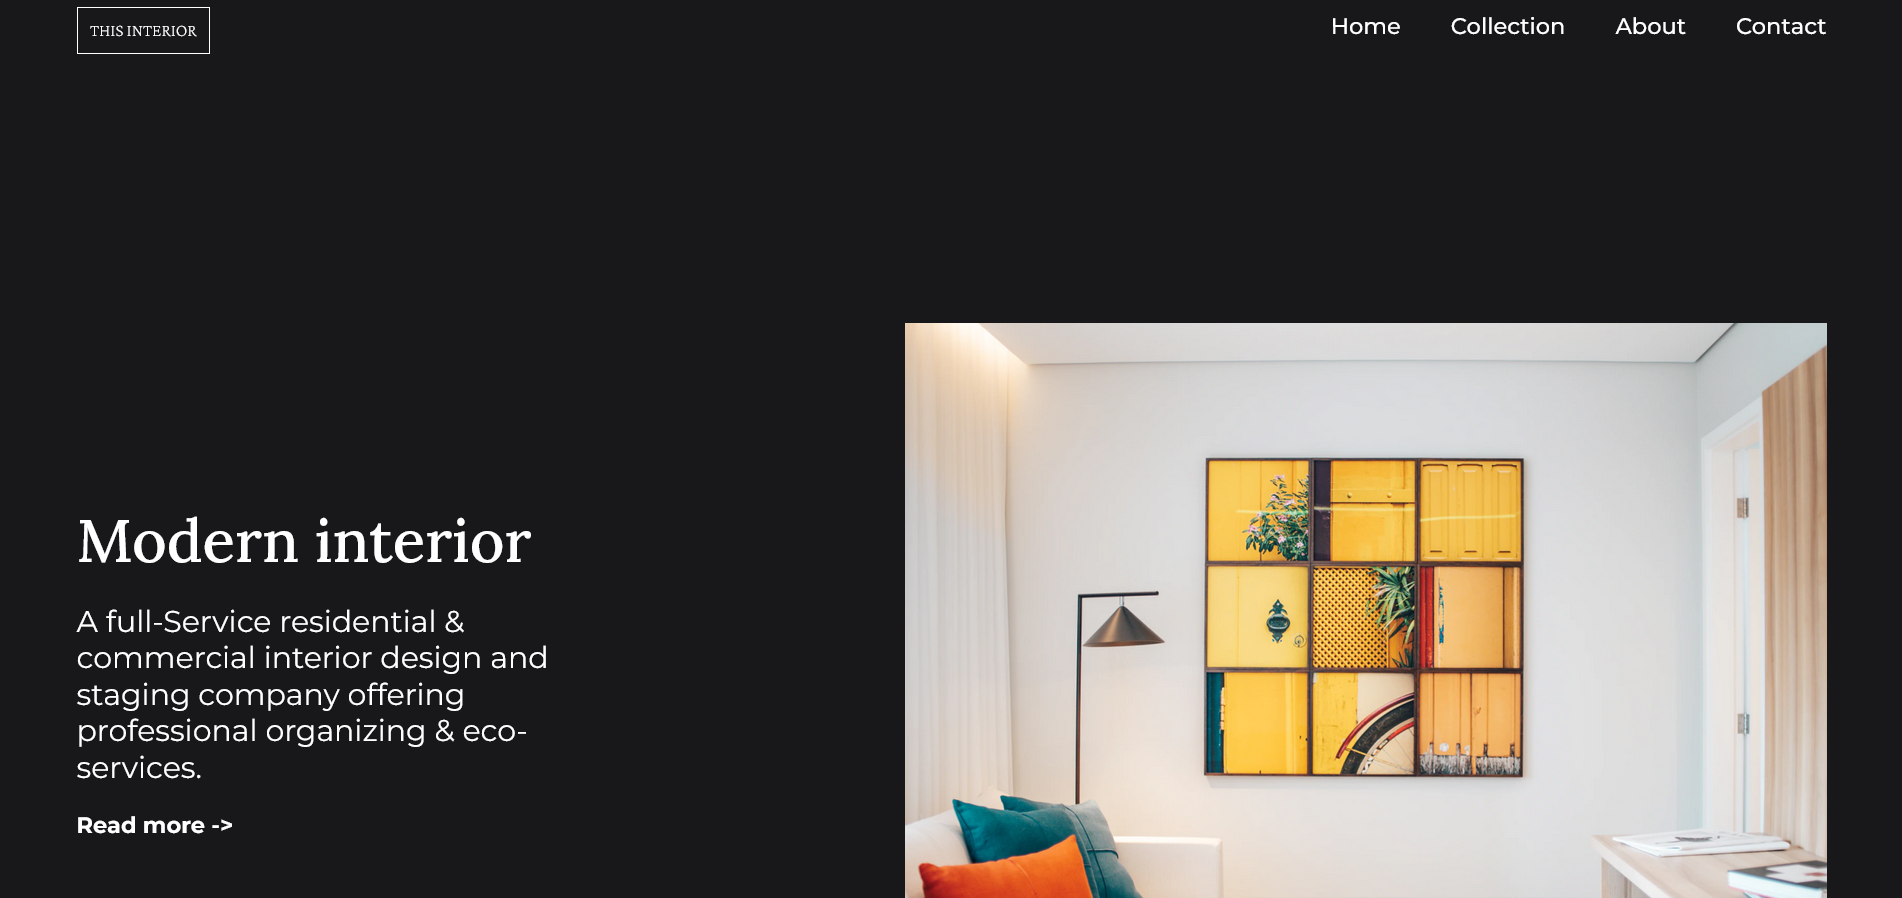 THIS INTERIOR
Home
Collection
About
Contact
Modern interior
A full-Service residential &
commercial interior design and
staging company offering
professional organizing & eco-
services.
Read more ->